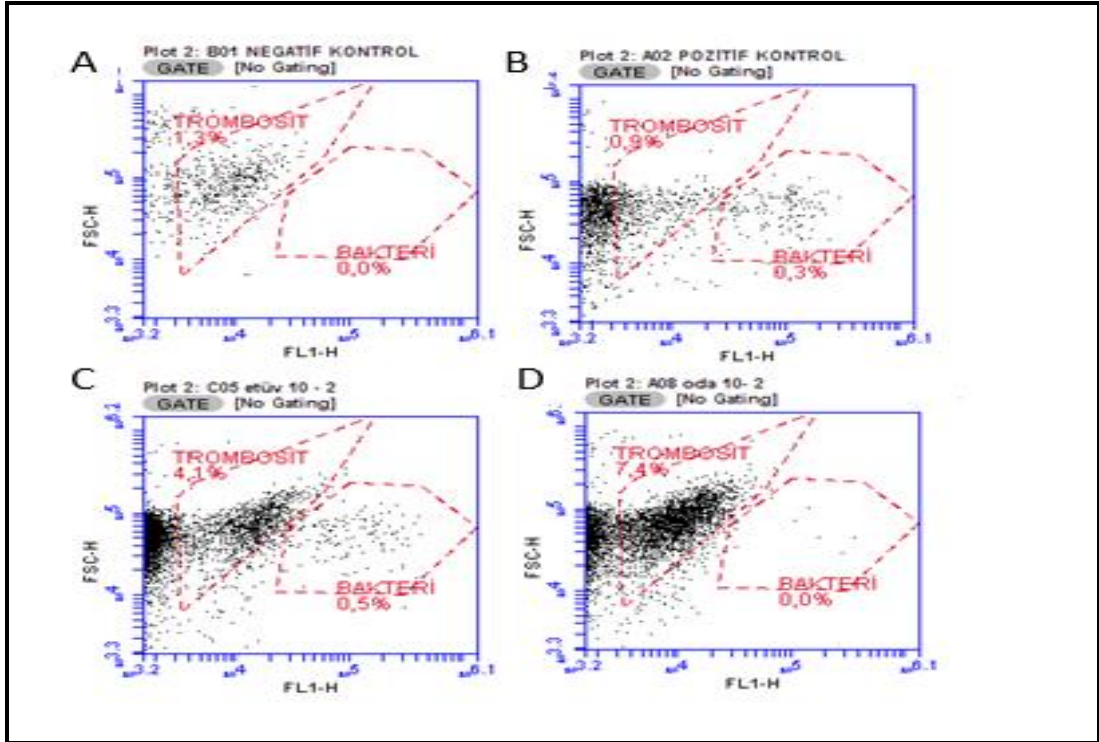 A
Plot 2: B01 NEGATİF KONTROL
GATE [No Gating]
TROMBOSİT
1,3%
BAKTERİ
0,0%
FSC-H
FL1-H
B
Plot 2: A02 POZİTİF KONTROL
GATE [No Gating]
TROMBOSİT
0,9%
BAKTERİ
0,3%
FSC-H
FL1-H
C
Plot 2: C05 etüv 10 - 2
GATE [No Gating]
TROMBOSİT
4,1%
BAKTERİ
0,5%
FSC-H
FL1-H
D
Plot 2: A08 oda 10- 2
GATE [No Gating]
TROMBOSİT
7,4%
BAKTERİ
0,0%
FSC-H
FL1-H